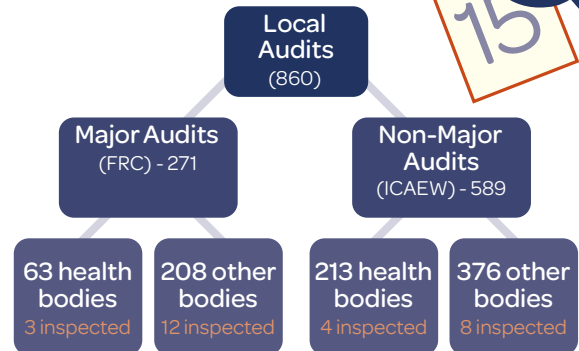 15
Local
Audits
(860)
Major Audits
(FRC) - 271
Non-Major
Audits
(ICAEW) - 589
63 health
bodies
3 inspected
208 other
bodies
12 inspected
213 health
bodies
4 inspected
376 other
bodies
8 inspected